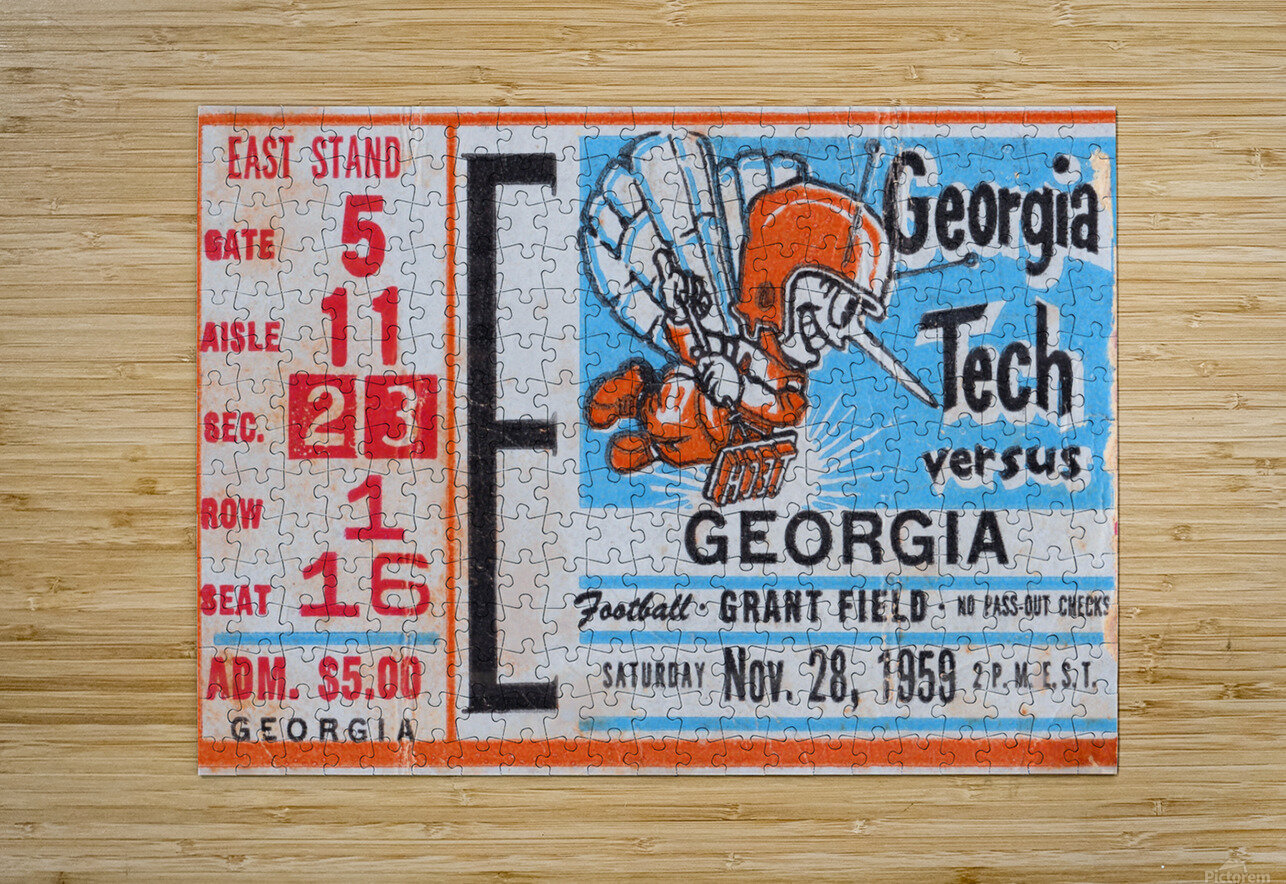 EAST STAND
GATE 5
AISLE 11
SEC. 23
ROW 1
SEAT 16
ADM. $5.00
GEORGIA
E
Georgia
Tech
versus
GEORGIA
Football · GRANT FIELD · NO PASS-OUT CHECKS
SATURDAY Nov. 28, 1959 2 P.M. E.S.T.
Pictorem